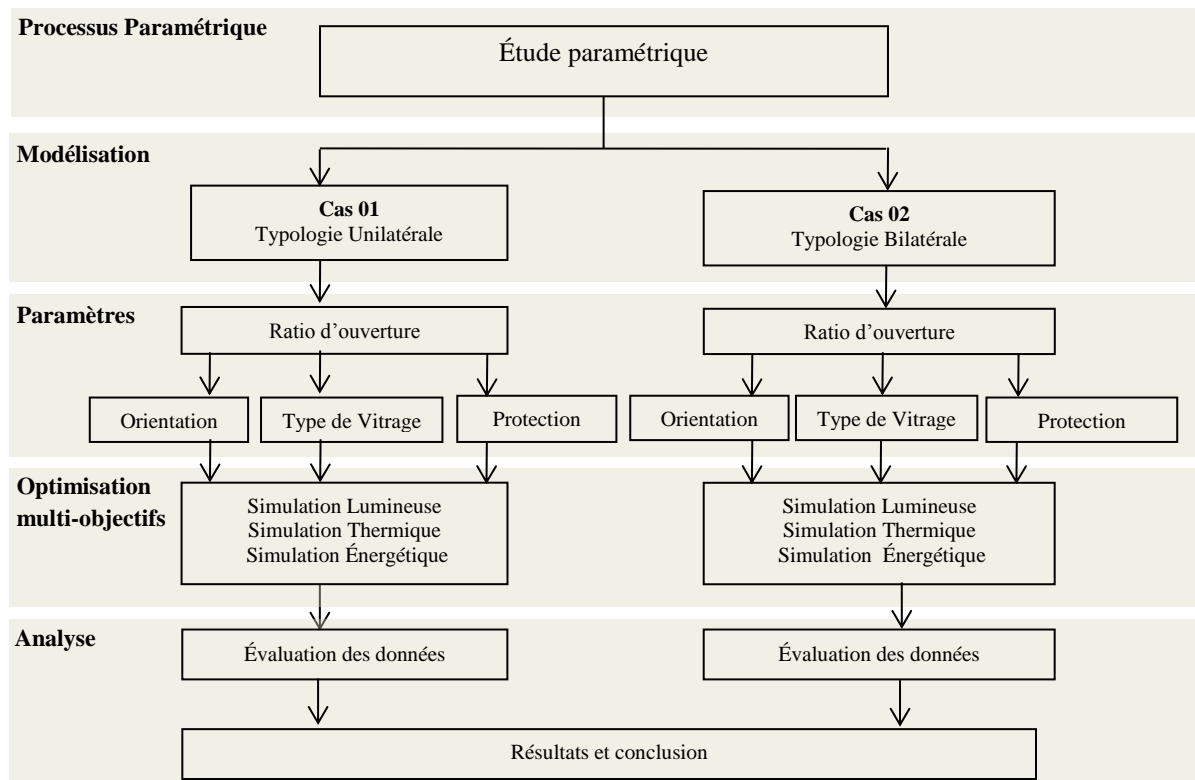 Processus Paramétrique
Étude paramétrique
Modélisation
Cas 01
Typologie Unilatérale
Cas 02
Typologie Bilatérale
Paramètres
Ratio d'ouverture
Ratio d'ouverture
Orientation
Type de Vitrage
Protection
Orientation
Type de Vitrage
Protection
Optimisation
multi-objectifs
Simulation Lumineuse
Simulation Thermique
Simulation Énergétique
Simulation Lumineuse
Simulation Thermique
Simulation Énergétique
Analyse
Évaluation des données
Évaluation des données
Résultats et conclusion